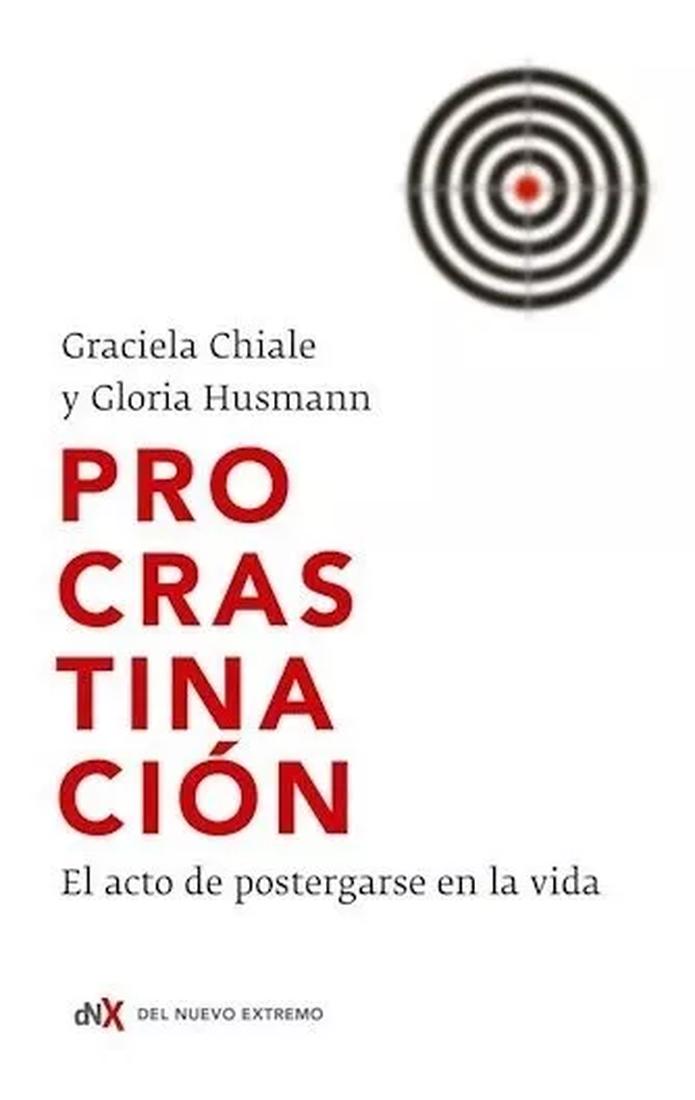 Graciela Chiale
y Gloria Husmann
PRO
CRAS
TINA
CIÓN
El acto de postergarse en la vida
dNX DEL NUEVO EXTREMO